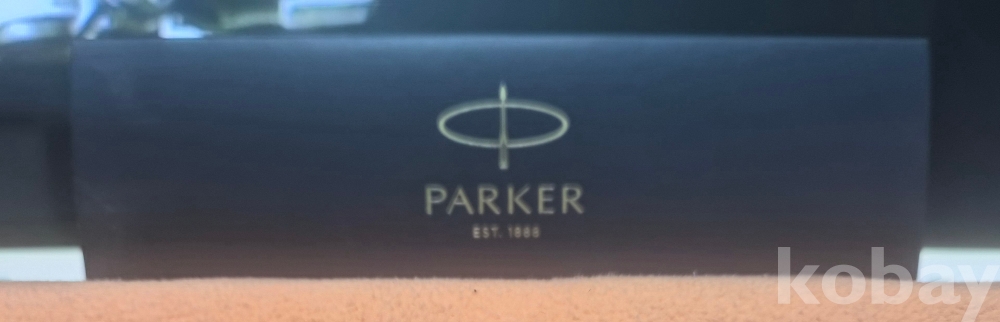 PARKER
EST. 1888
kobay